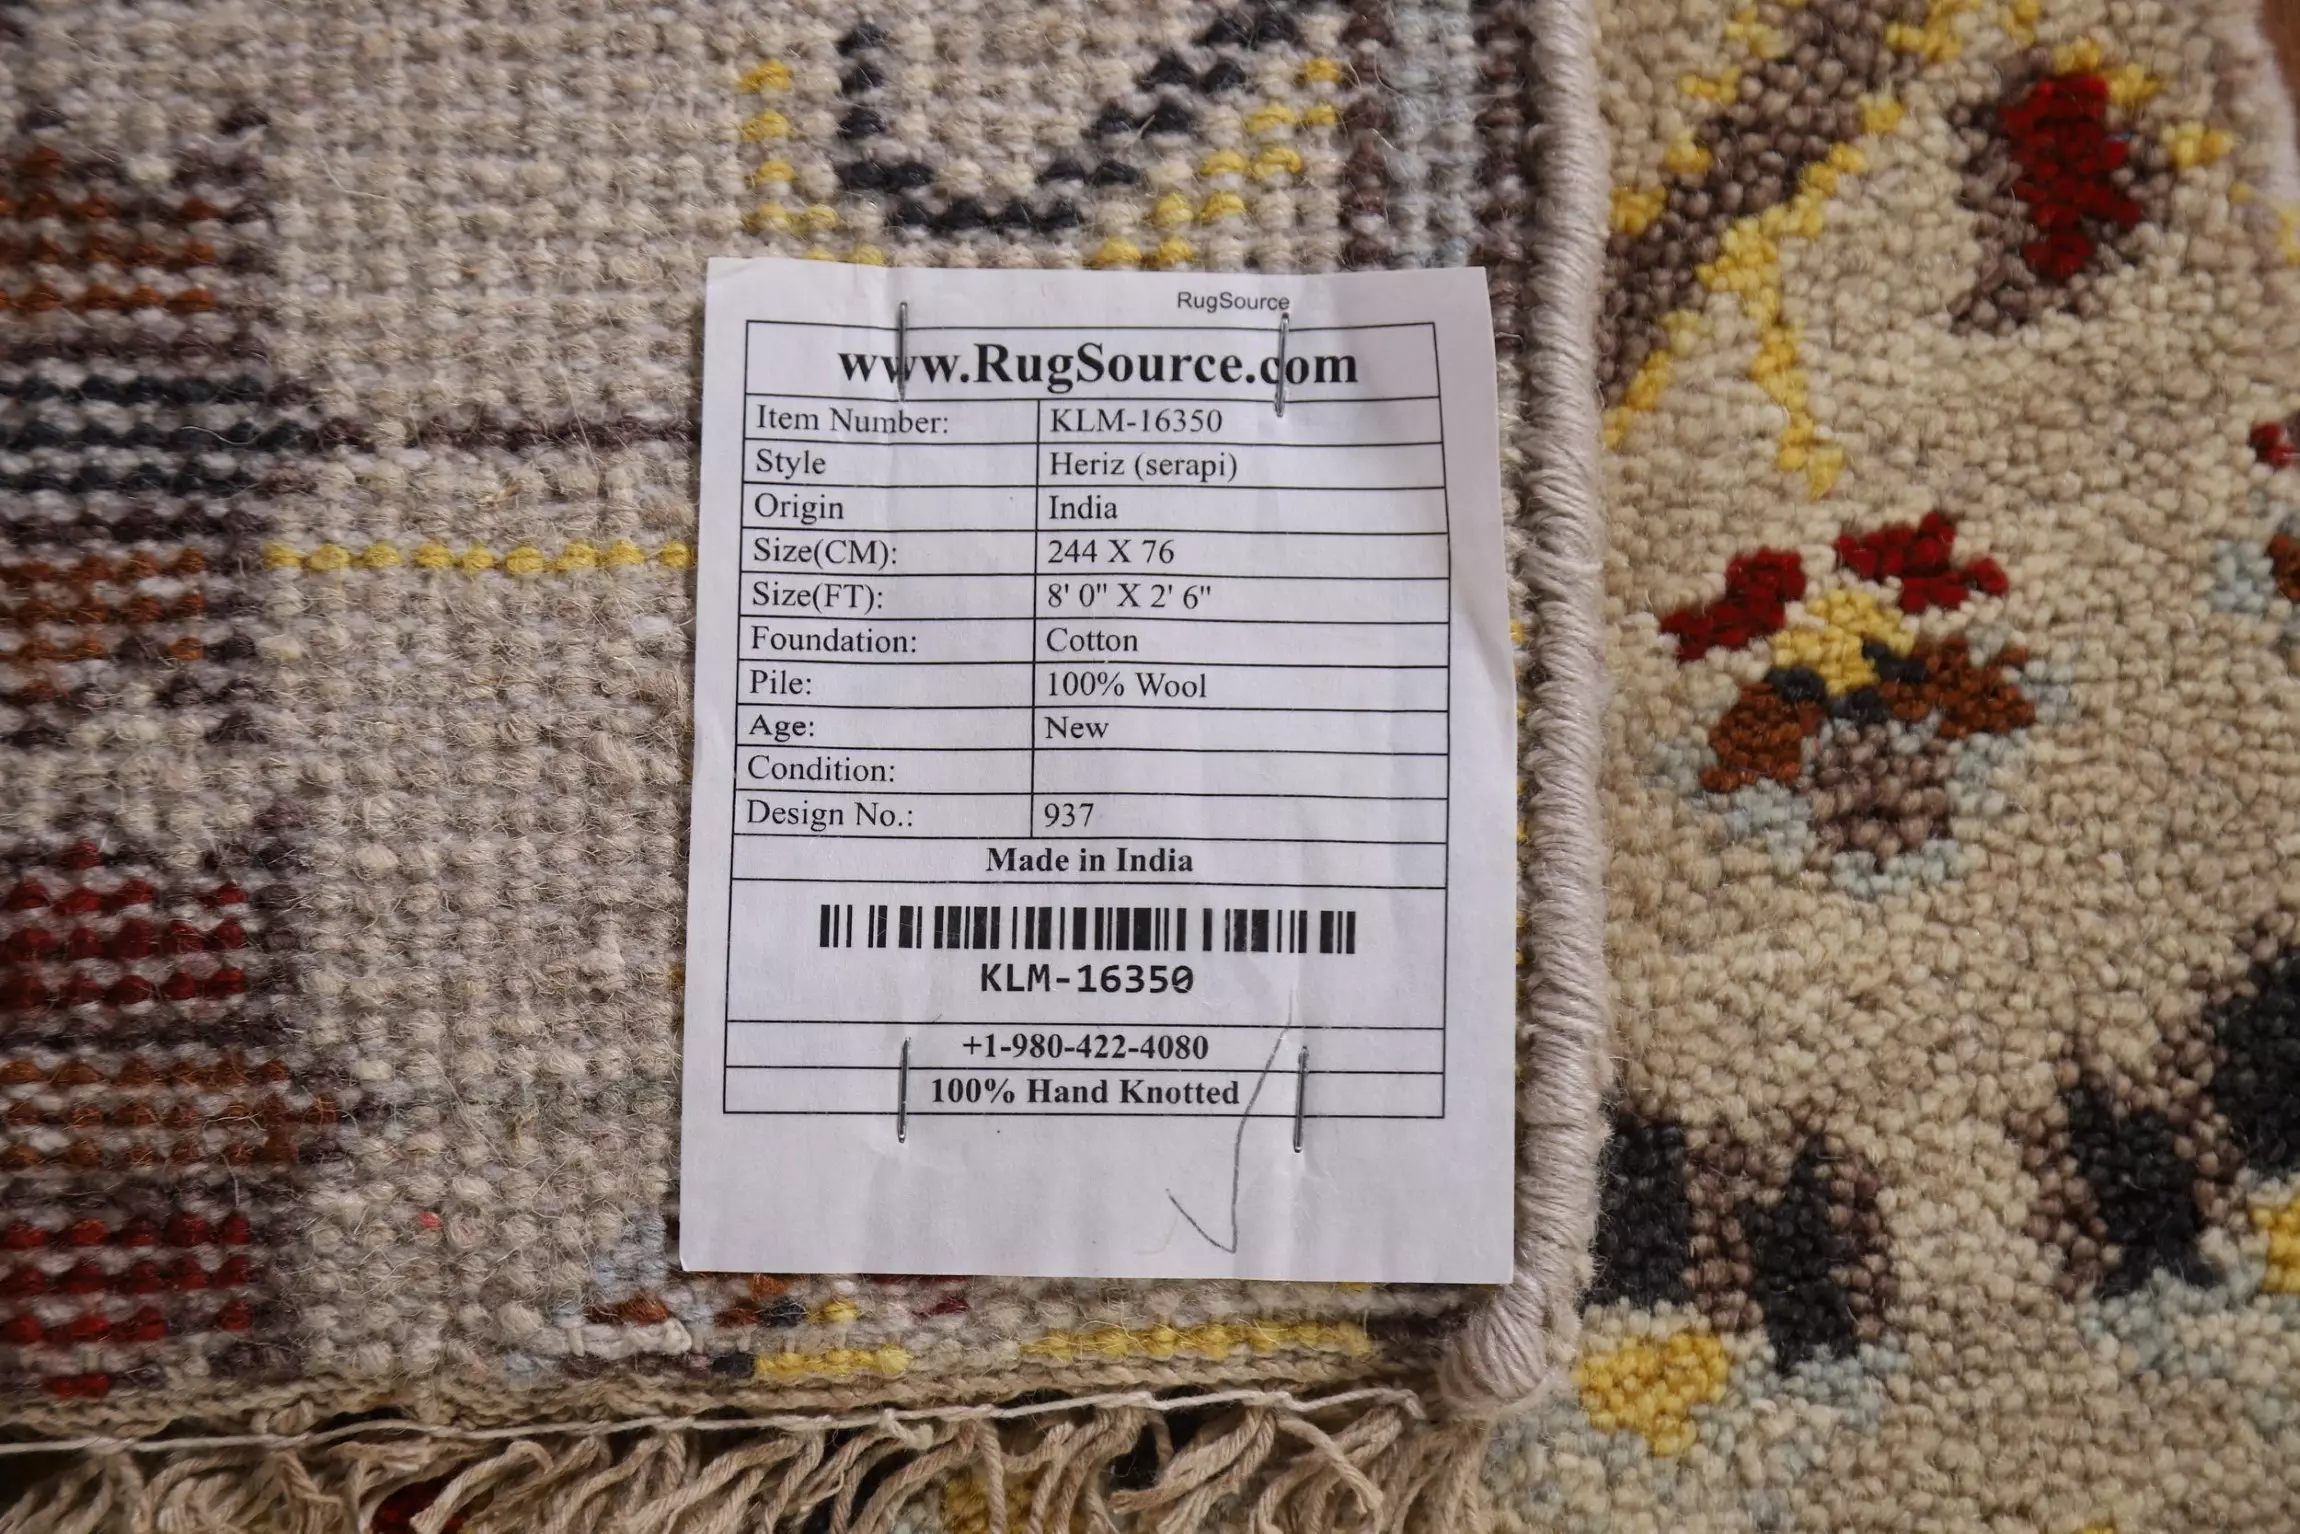 RugSource
www.RugSource.com
Item Number: KLM-16350
Style Heriz (serapi)
Origin India
Size(CM): 244 X 76
Size(FT): 8' 0" X 2' 6"
Foundation: Cotton
Pile: 100% Wool
Age: New
Condition:
Design No.: 937
Made in India
KLM-16350
+1-980-422-4080
100% Hand Knotted